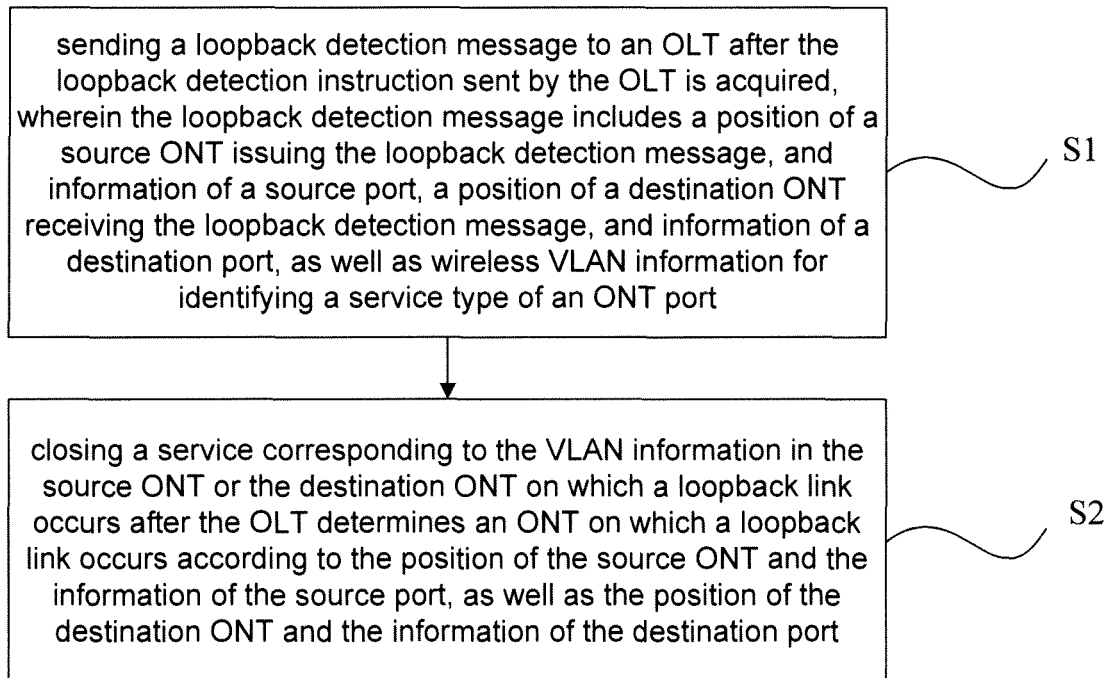 sending a loopback detection message to an OLT after the
loopback detection instruction sent by the OLT is acquired,
wherein the loopback detection message includes a position of a
source ONT issuing the loopback detection message, and
information of a source port, a position of a destination ONT
receiving the loopback detection message, and information of a
destination port, as well as wireless VLAN information for
identifying a service type of an ONT port
S1
closing a service corresponding to the VLAN information in the
source ONT or the destination ONT on which a loopback link
occurs after the OLT determines an ONT on which a loopback
link occurs according to the position of the source ONT and the
information of the source port, as well as the position of the
destination ONT and the information of the destination port
S2